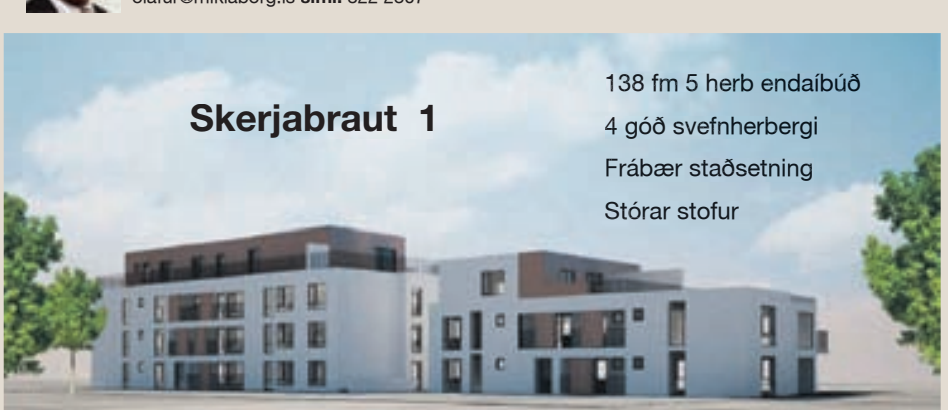 Skerjabraut 1
138 fm 5 herb endaíbúð
4 góð svefnherbergi
Frábær staðsetning
Stórar stofur